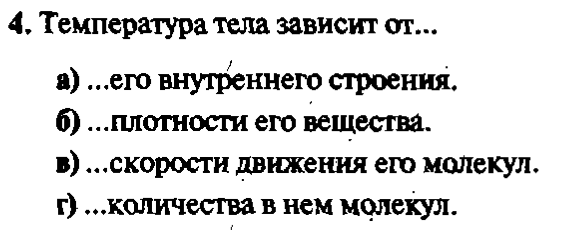 4. Температура тела зависит от...
а) ...его внутреннего строения.
б) ...плотности его вещества.
в) ...скорости движения его молекул.
г) ...количества в нем молекул.